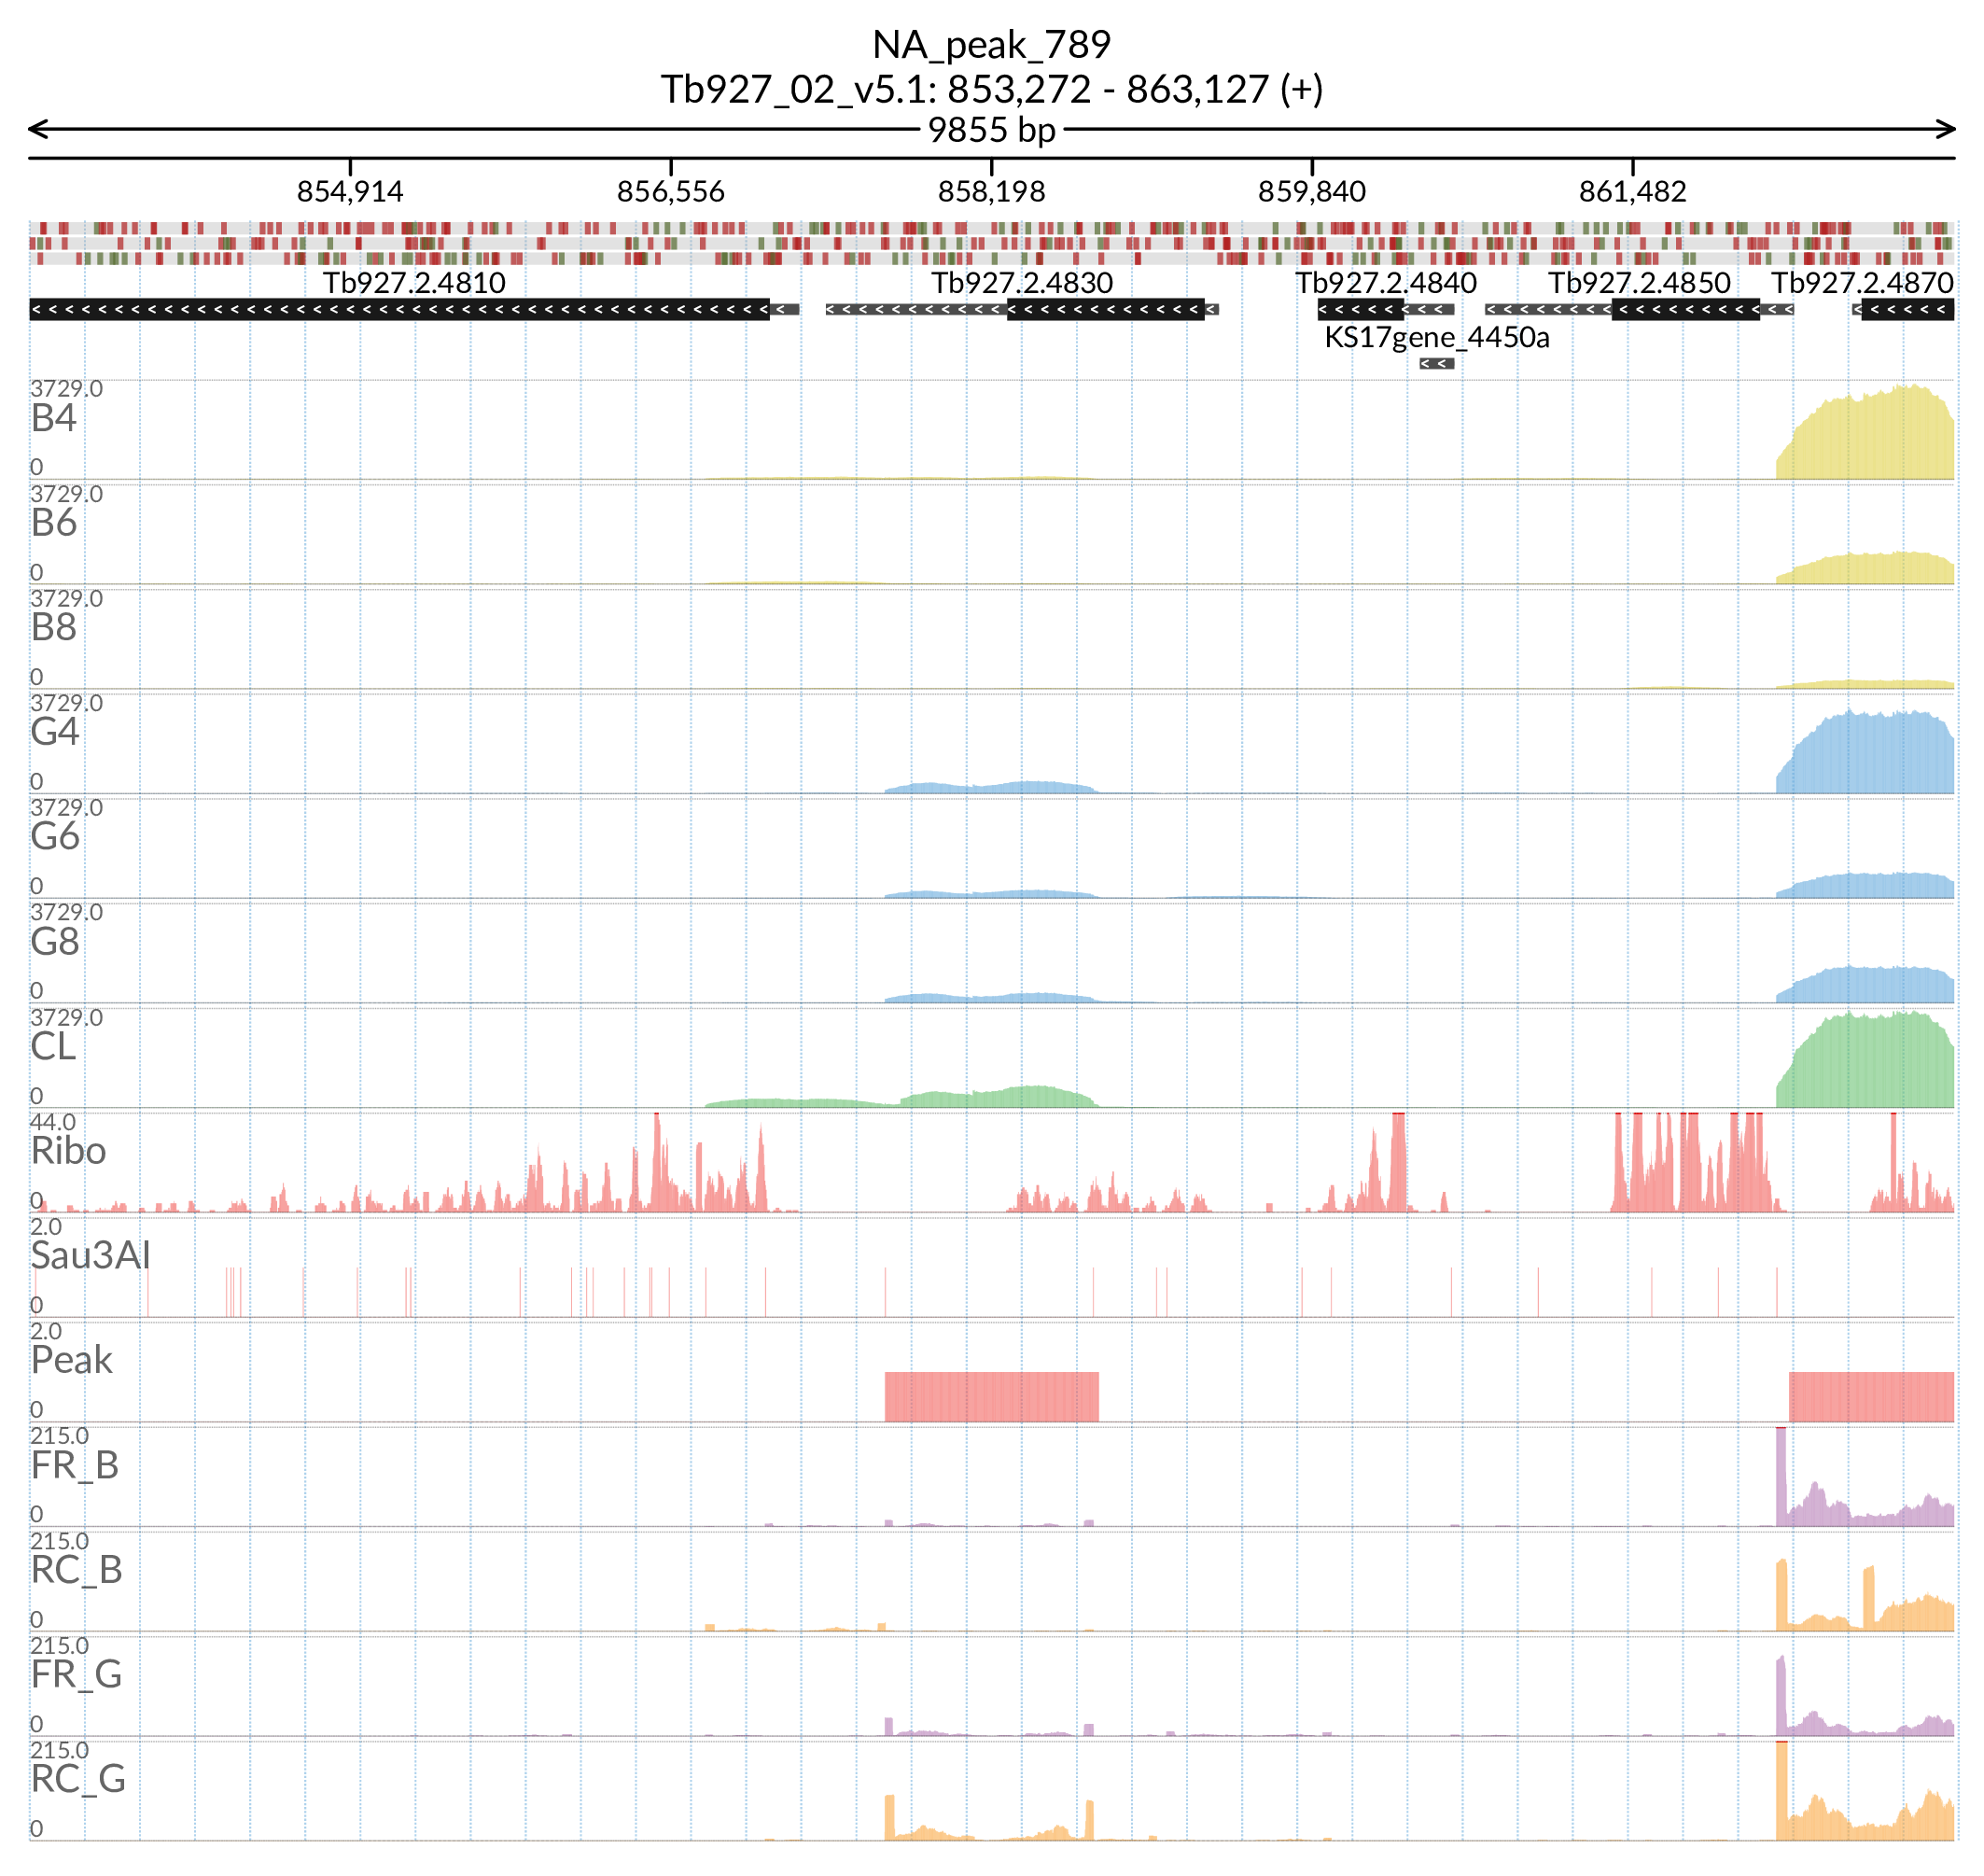 NA_peak_789
Tb927_02_v5.1: 853,272 - 863,127 (+)
9855 bp
854,914 856,556 858,198 859,840 861,482
Tb927.2.4810 Tb927.2.4830 Tb927.2.4840 Tb927.2.4850 Tb927.2.4870
KS17gene_4450a
3729.0
B4
0
3729.0
B6
0
3729.0
B8
0
3729.0
G4
0
3729.0
G6
0
3729.0
G8
0
3729.0
CL
0
44.0
Ribo
0
2.0
Sau3AI
0
2.0
Peak
0
215.0
FR_B
0
215.0
RC_B
0
215.0
FR_G
0
215.0
RC_G
0